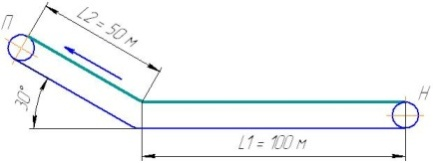 П
L2 = 50 м
30°
L1 = 100 м
Н